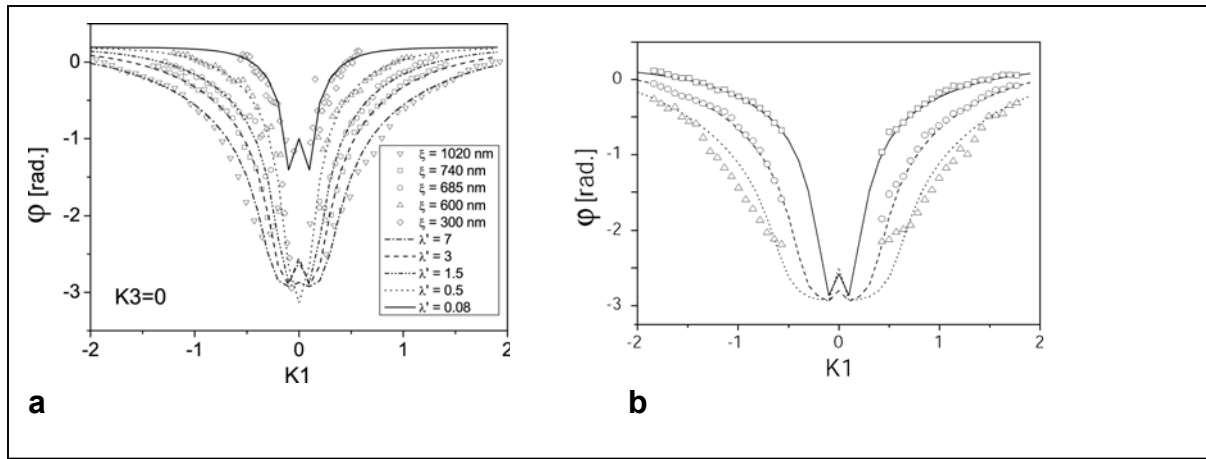 0
-1
-2
-3
φ [rad.]
ξ = 1020 nm
ξ = 740 nm
ξ = 685 nm
ξ = 600 nm
ξ = 300 nm
λ' = 7
λ' = 3
λ' = 1.5
λ' = 0.5
λ' = 0.08
K3=0
-2 -1 0 1 2
K1
a
0
-1
-2
-3
φ [rad.]
-2 -1 0 1 2
K1
b